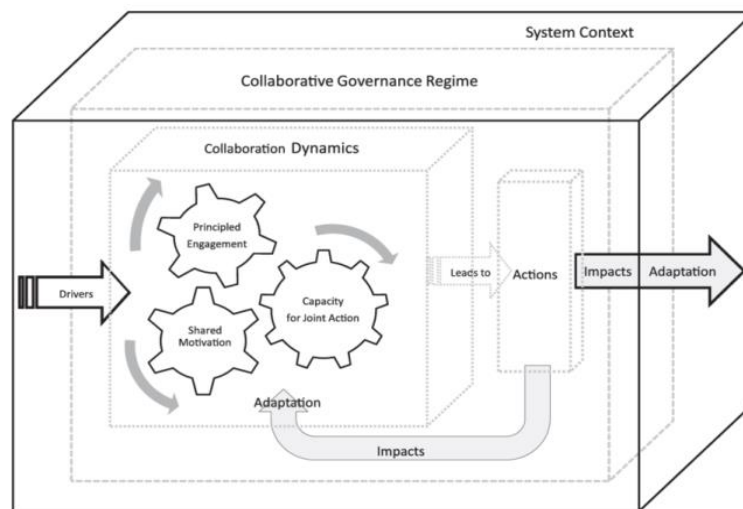 System Context
Collaborative Governance Regime
Collaboration Dynamics
Principled
Engagement
Drivers
Capacity
for Joint Action
Leads to
Actions
Impacts
Adaptation
Shared
Motivation
Adaptation
Impacts